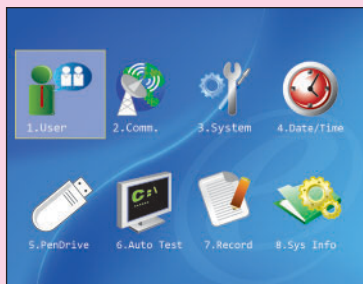 1.User 2.Comm. 3.System 4.Date/Time
C:\
5.PenDrive 6.Auto Test 7.Record 8.Sys Info